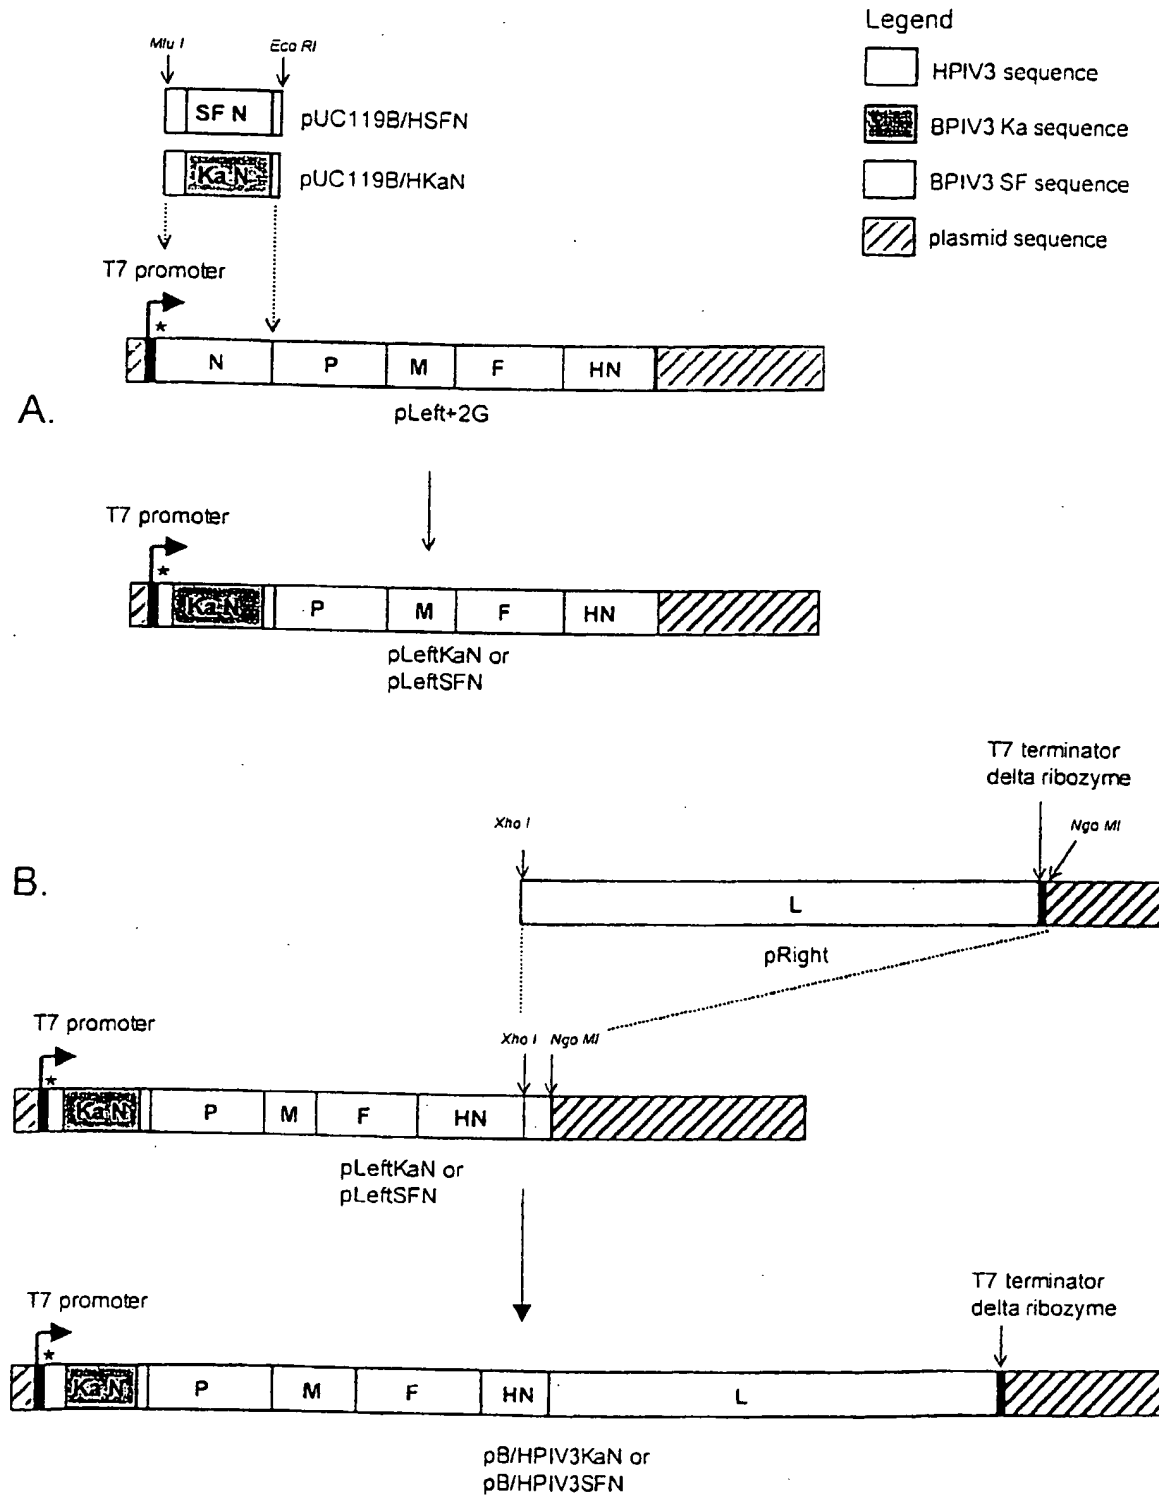 Legend
HPIV3 sequence
BPIV3 Ka sequence
BPIV3 SF sequence
plasmid sequence
Mlu I
Eco RI
SF N
pUC119B/HSFN
Ka N
pUC119B/HKaN
T7 promoter
*
N P M F HN
A.
pLeft+2G
T7 promoter
*
Ka N P M F HN
pLeftKaN or
pLeftSFN
T7 terminator
delta ribozyme
Xho I
Ngo MI
B.
L
pRight
T7 promoter
Xho I Ngo MI
*
Ka N P M F HN
pLeftKaN or
pLeftSFN
T7 terminator
delta ribozyme
T7 promoter
*
Ka N P M F HN L
pB/HPIV3KaN or
pB/HPIV3SFN